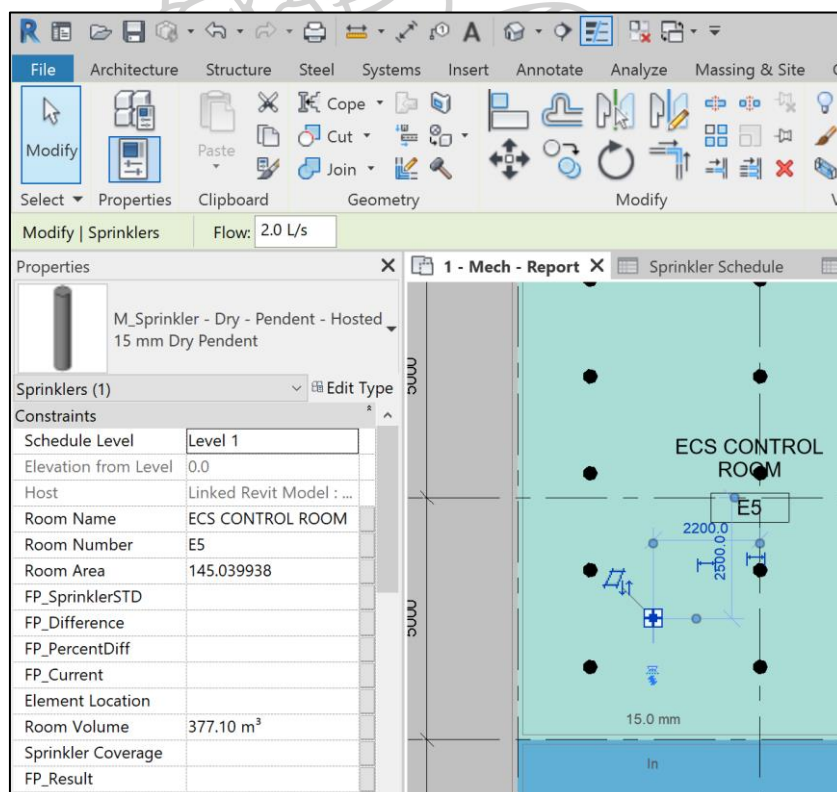 File Architecture Structure Steel Systems Insert Annotate Analyze Massing & Site
Modify
Paste
Cope
Cut
Join
Select Properties Clipboard Geometry Modify
Modify | Sprinklers Flow: 2.0 L/s
Properties
1 - Mech - Report Sprinkler Schedule
M_Sprinkler - Dry - Pendent - Hosted
15 mm Dry Pendent
Sprinklers (1) Edit Type
Constraints
Schedule Level Level 1
Elevation from Level 0.0
Host Linked Revit Model : ...
Room Name ECS CONTROL ROOM
Room Number E5
Room Area 145.039938
FP_SprinklerSTD
FP_Difference
FP_PercentDiff
FP_Current
Element Location
Room Volume 377.10 m³
Sprinkler Coverage
FP_Result
5000
ECS CONTROL
ROOM
E5
2200.0
2500.0
5000
15.0 mm
In